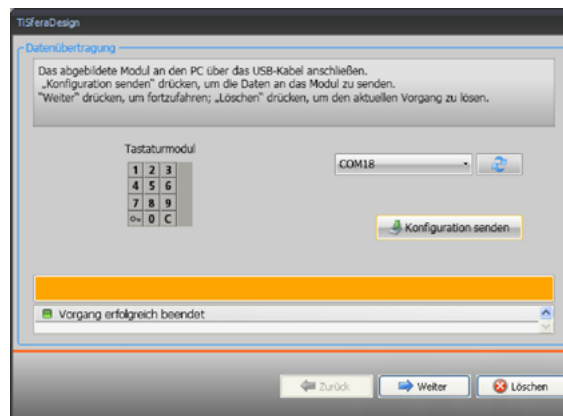 TiSferaDesign
Datenübertragung
Das abgebildete Modul an den PC über das USB-Kabel anschließen.
„Konfiguration senden" drücken, um die Daten an das Modul zu senden.
"Weiter" drücken, um fortzufahren; „Löschen" drücken, um den aktuellen Vorgang zu lösen.
Tastaturmodul
1 2 3
4 5 6
7 8 9
0 C
COM18
Konfiguration senden
Vorgang erfolgreich beendet
Zurück
Weiter
Löschen